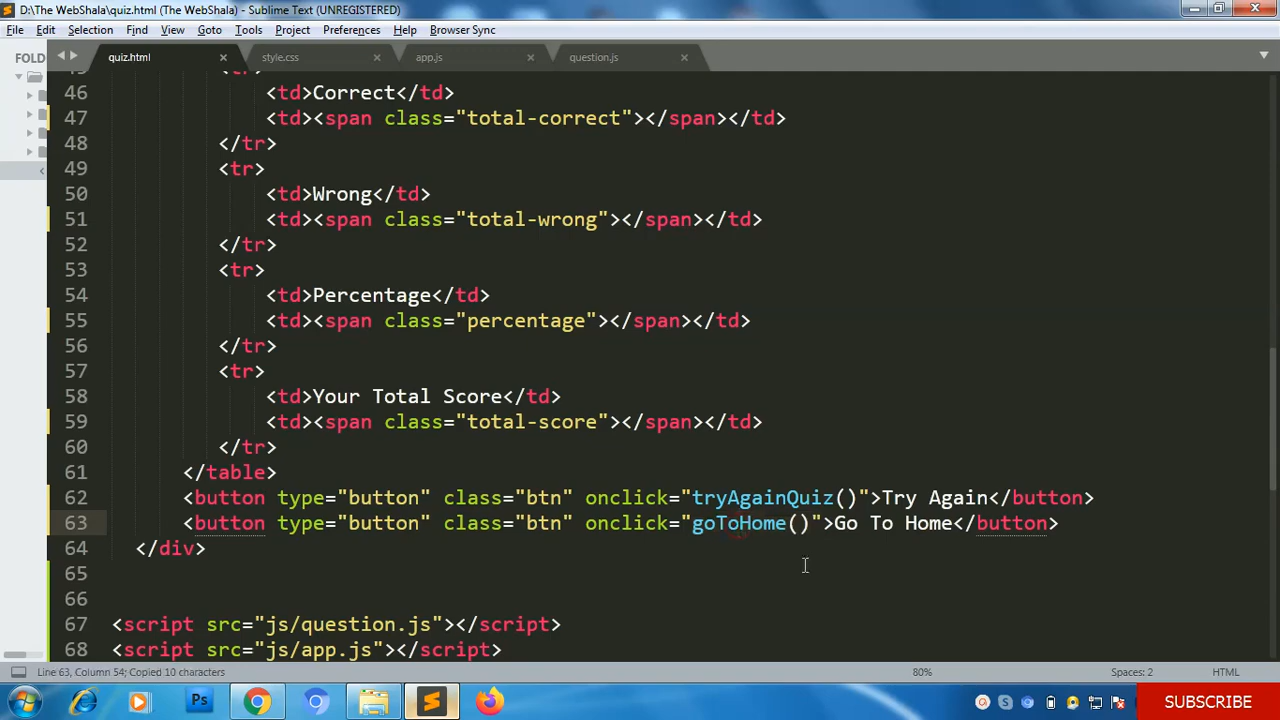 D:\The WebShala\quiz.html (The WebShala) - Sublime Text (UNREGISTERED)
File Edit Selection Find View Goto Tools Project Preferences Help Browser Sync
FOLD
quiz.html × style.css × app.js × question.js ×
45 <tr>
46 <td>Correct</td>
47 <td><span class="total-correct"></span></td>
48 </tr>
49 <tr>
50 <td>Wrong</td>
51 <td><span class="total-wrong"></span></td>
52 </tr>
53 <tr>
54 <td>Percentage</td>
55 <td><span class="percentage"></span></td>
56 </tr>
57 <tr>
58 <td>Your Total Score</td>
59 <td><span class="total-score"></span></td>
60 </tr>
61 </table>
62 <button type="button" class="btn" onclick="tryAgainQuiz()">Try Again</button>
63 <button type="button" class="btn" onclick="goToHome()">Go To Home</button>
64 </div>
65
66
67 <script src="js/question.js"></script>
68 <script src="js/app.js"></script>
Line 63, Column 54; Copied 10 characters 80% Spaces: 2 HTML
Ps
SUBSCRIBE